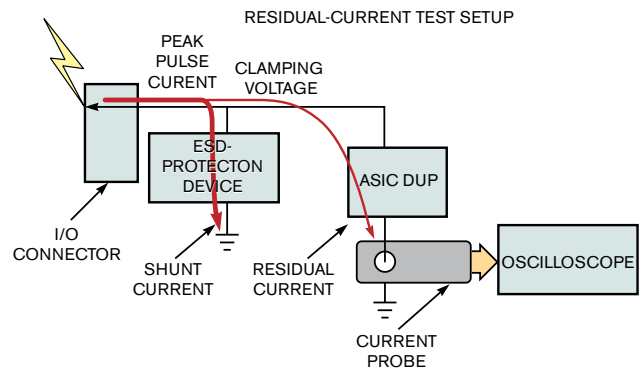 RESIDUAL-CURRENT TEST SETUP
PEAK
PULSE
CURENT
CLAMPING
VOLTAGE
ESD-
PROTECTON
DEVICE
ASIC DUP
I/O
CONNECTOR
SHUNT
CURRENT
RESIDUAL
CURRENT
OSCILLOSCOPE
CURRENT
PROBE